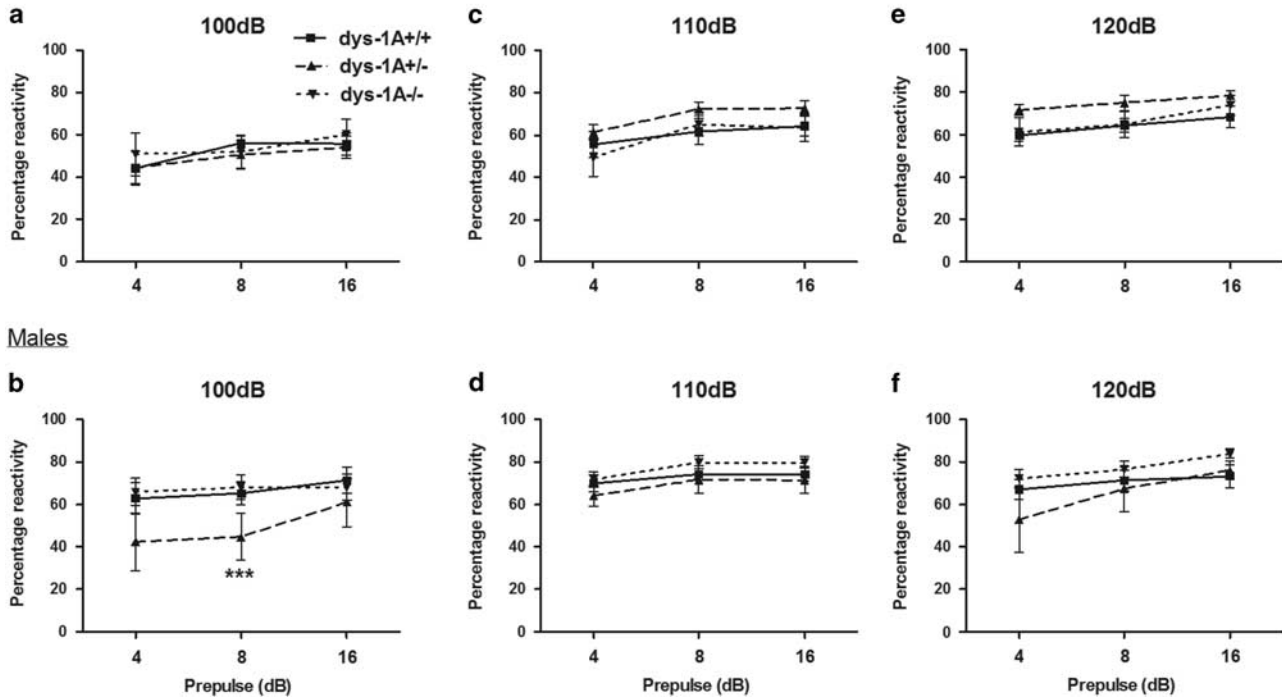 a
100dB
dys-1A+/+
dys-1A+/-
dys-1A-/-
Percentage reactivity
100
80
60
40
20
0
4 8 16
c
110dB
Percentage reactivity
100
80
60
40
20
0
4 8 16
e
120dB
Percentage reactivity
100
80
60
40
20
0
4 8 16
Males
b
100dB
Percentage reactivity
100
80
60
40
20
0
***
4 8 16
Prepulse (dB)
d
110dB
Percentage reactivity
100
80
60
40
20
0
4 8 16
Prepulse (dB)
f
120dB
Percentage reactivity
100
80
60
40
20
0
4 8 16
Prepulse (dB)